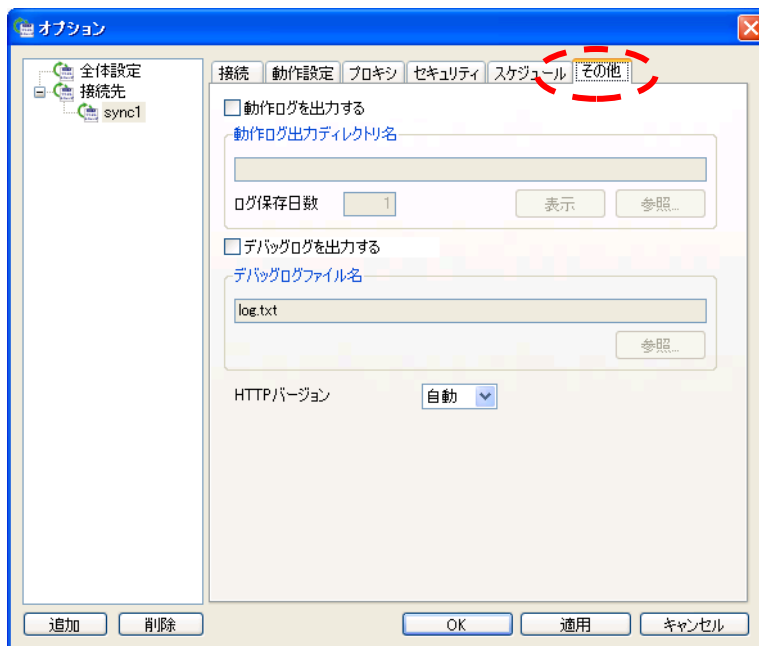 オプション
全体設定
接続先
sync1
接続 動作設定 プロキシ セキュリティ スケジュール その他
動作ログを出力する
動作ログ出力ディレクトリ名
ログ保存日数 1 表示 参照...
デバッグログを出力する
デバッグログファイル名
log.txt
参照...
HTTPバージョン 自動
追加 削除 OK 適用 キャンセル